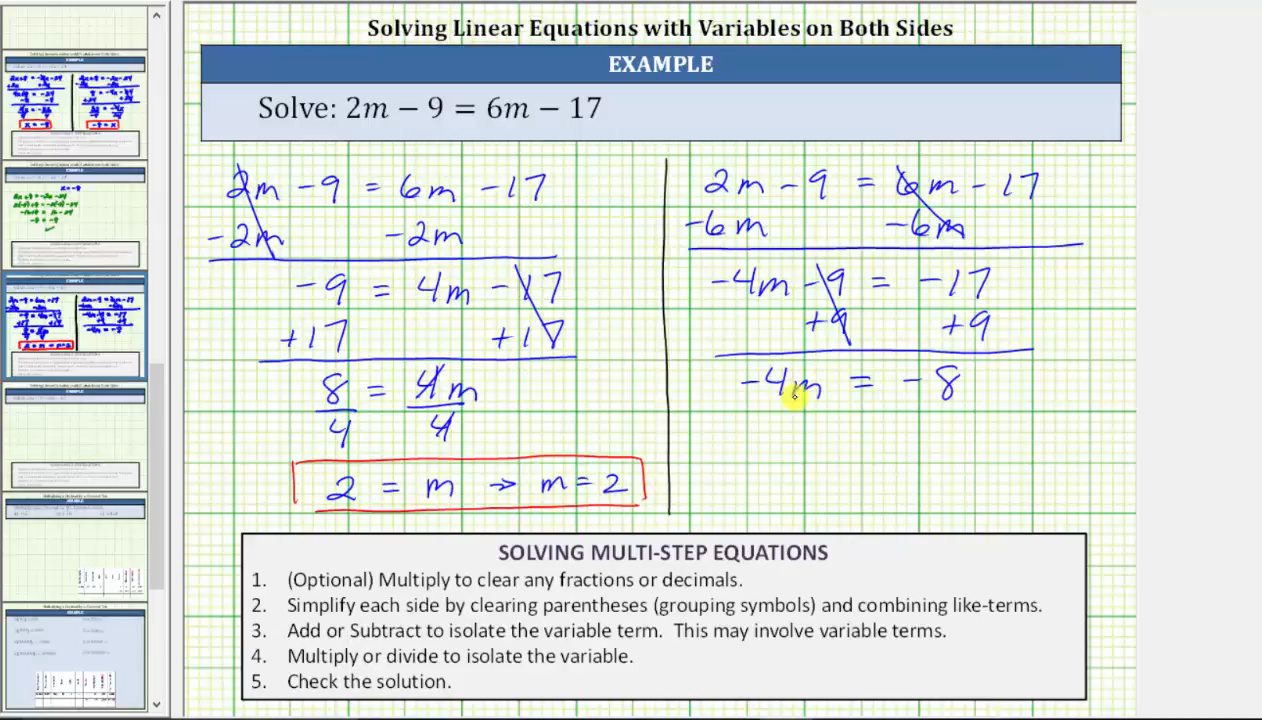 Solving Linear Equations with Variables on Both Sides
EXAMPLE
Solve: 2m − 9 = 6m − 17
2m - 9 = 6m - 17
-2m -2m
-9 = 4m - 17
+17 +17
8 = 4m
4 4
2 = m → m = 2
2m - 9 = 6m - 17
-6m -6m
-4m - 9 = -17
+9 +9
-4m = -8
SOLVING MULTI-STEP EQUATIONS
1. (Optional) Multiply to clear any fractions or decimals.
2. Simplify each side by clearing parentheses (grouping symbols) and combining like-terms.
3. Add or Subtract to isolate the variable term. This may involve variable terms.
4. Multiply or divide to isolate the variable.
5. Check the solution.